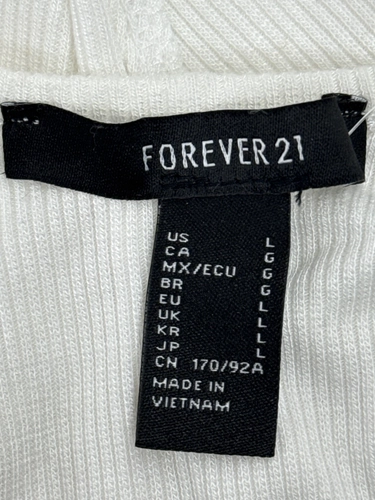 FOREVER 21
US L
CA G
MX/ECU G
BR G
EU L
UK L
KR L
JP L
CN 170/92A
MADE IN
VIETNAM